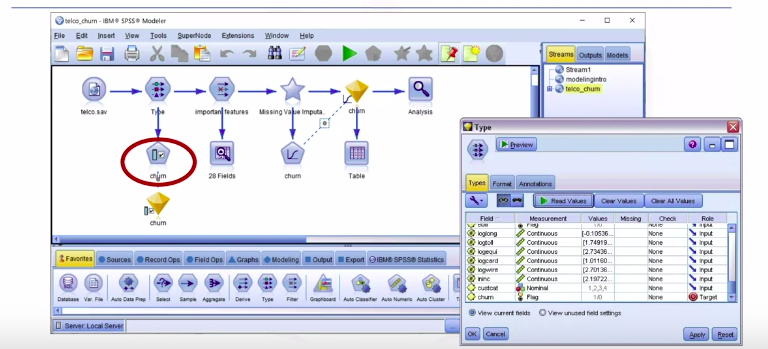 telco_churn - IBM® SPSS® Modeler
File Edit Insert View Tools SuperNode Extensions Window Help
Streams Outputs Models
Stream1
modelingintro
telco_churn
telco.sav Type important features Missing Value Imputa... churn Analysis
churn 28 Fields churn Table
churn
Type
Preview
Types Format Annotations
Read Values Clear Values Clear All Values
Field Measurement Values Missing Check Role
ebill Flag 1/0 None Input
loglong Continuous [-0.10536... None Input
logtoll Continuous [1.74919... None Input
logequi Continuous [2.73436... None Input
logcard Continuous [1.01160... None Input
logwire Continuous [2.70136... None Input
lninc Continuous [2.19722... None Input
custcat Nominal 1,2,3,4 None Input
churn Flag 1/0 None Target
View current fields View unused field settings
OK Cancel Apply Reset
Favorites Sources Record Ops Field Ops Graphs Modeling Output Export IBM® SPSS® Statistics
Database Var. File Auto Data Prep Select Sample Aggregate Derive Type Filter Graphboard Auto Classifier Auto Numeric Auto Cluster
Server: Local Server